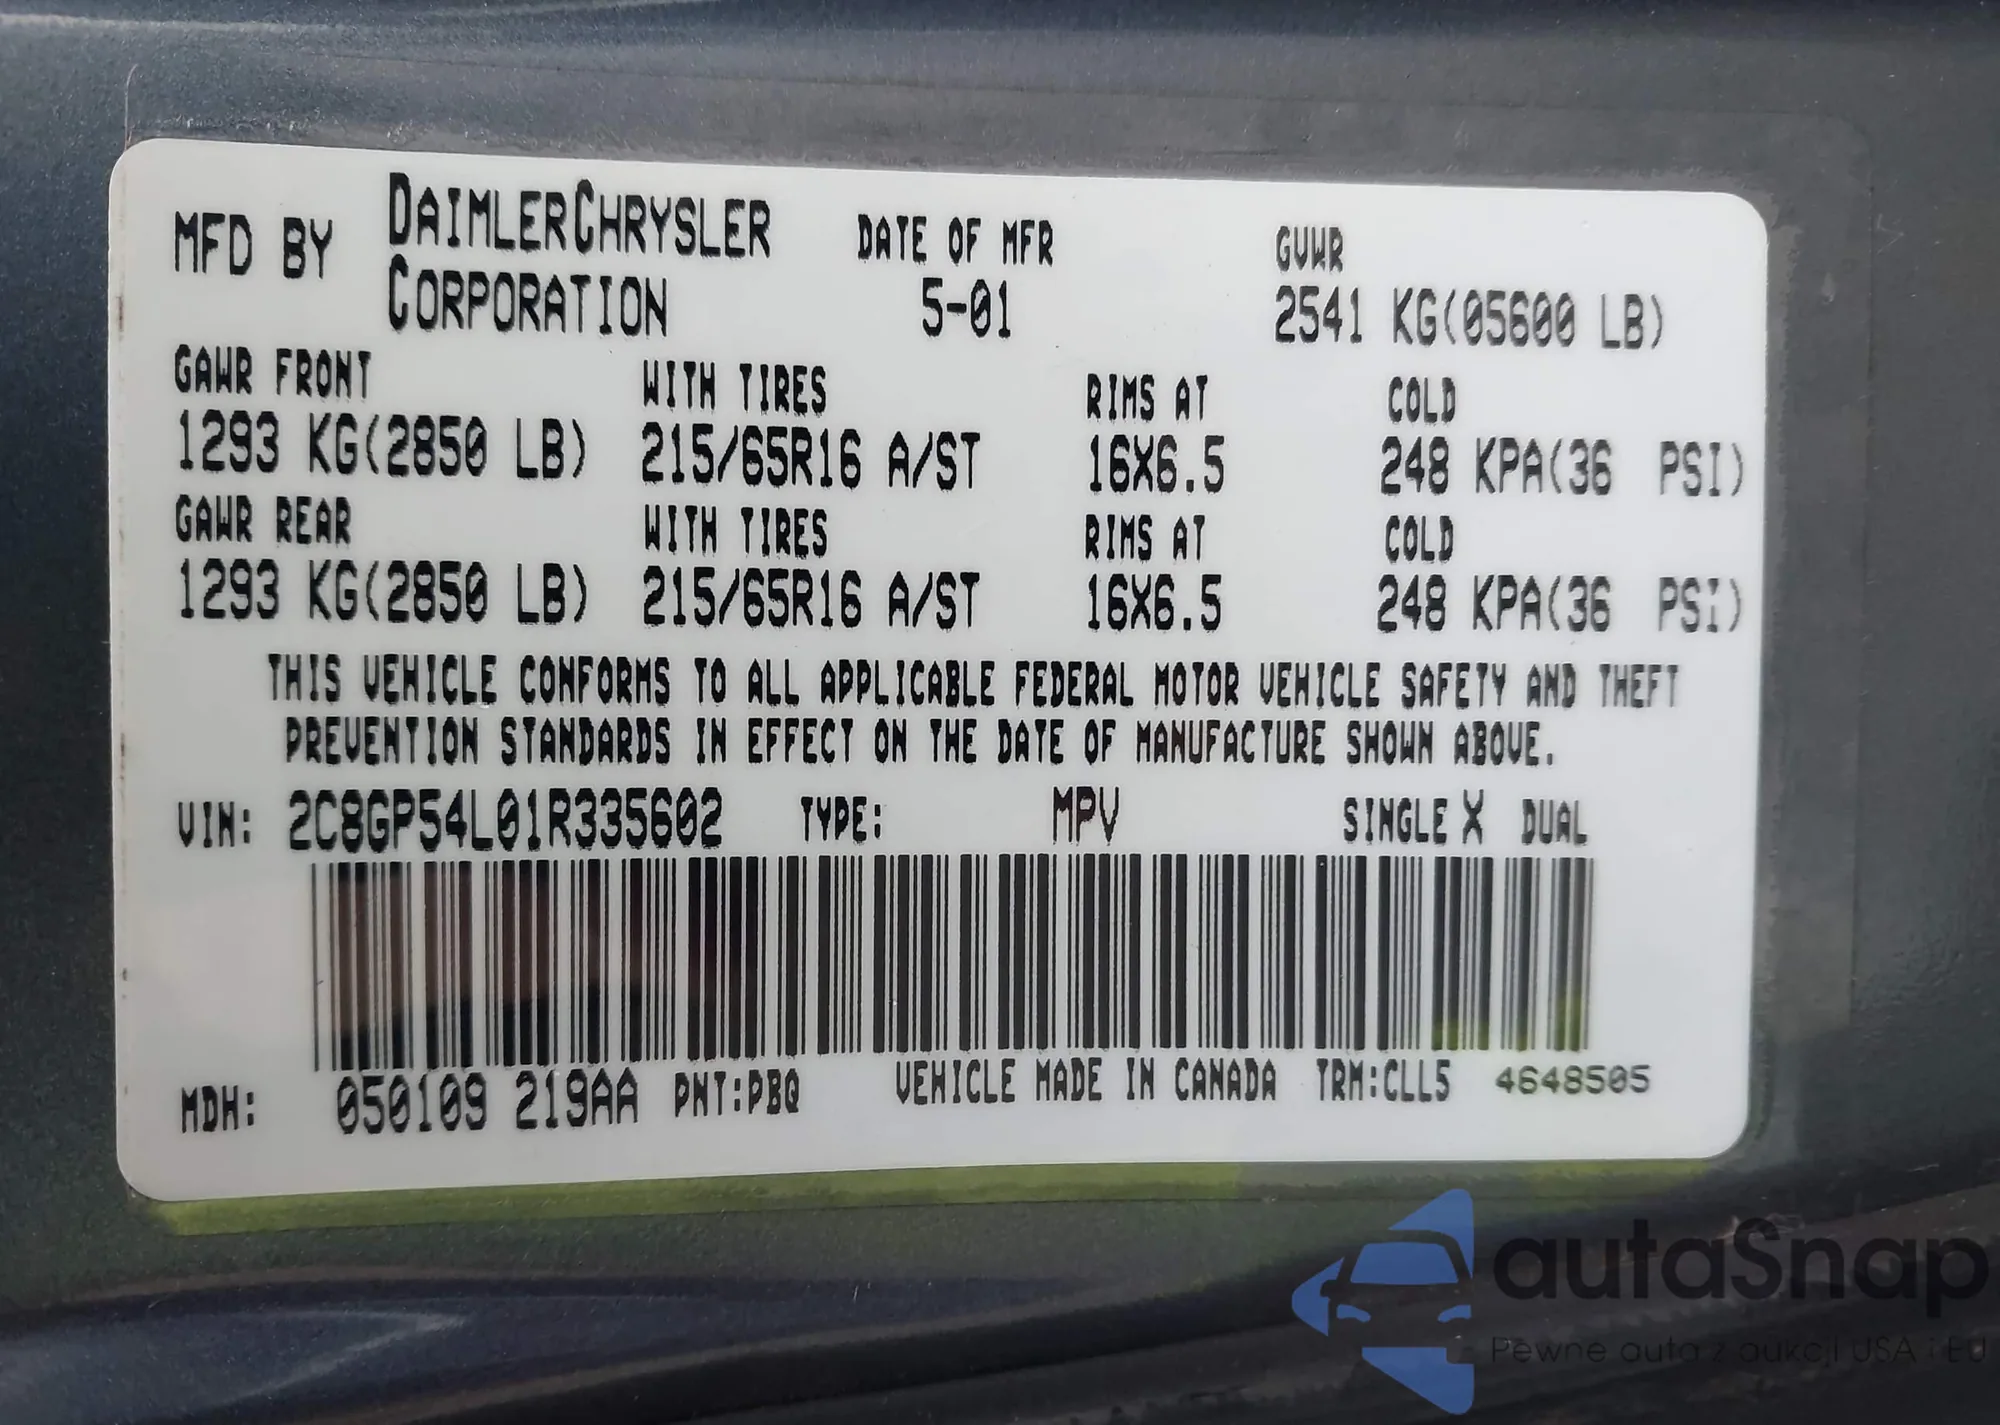 MFD BY DAIMLERCHRYSLER CORPORATION DATE OF MFR 5-01 GVWR 2541 KG(05600 LB)
GAWR FRONT WITH TIRES RIMS AT COLD
1293 KG(2850 LB) 215/65R16 A/ST 16X6.5 248 KPA(36 PSI)
GAWR REAR WITH TIRES RIMS AT COLD
1293 KG(2850 LB) 215/65R16 A/ST 16X6.5 248 KPA(36 PSI)
THIS VEHICLE CONFORMS TO ALL APPLICABLE FEDERAL MOTOR VEHICLE SAFETY AND THEFT
PREVENTION STANDARDS IN EFFECT ON THE DATE OF MANUFACTURE SHOWN ABOVE.
VIN: 2C8GP54L01R335602 TYPE: MPV SINGLE X DUAL
MDH: 050109 219AA PNT:PBQ VEHICLE MADE IN CANADA TRM:CLL5 4648505
autaSnap
Pewne auta z aukcji USA i EU